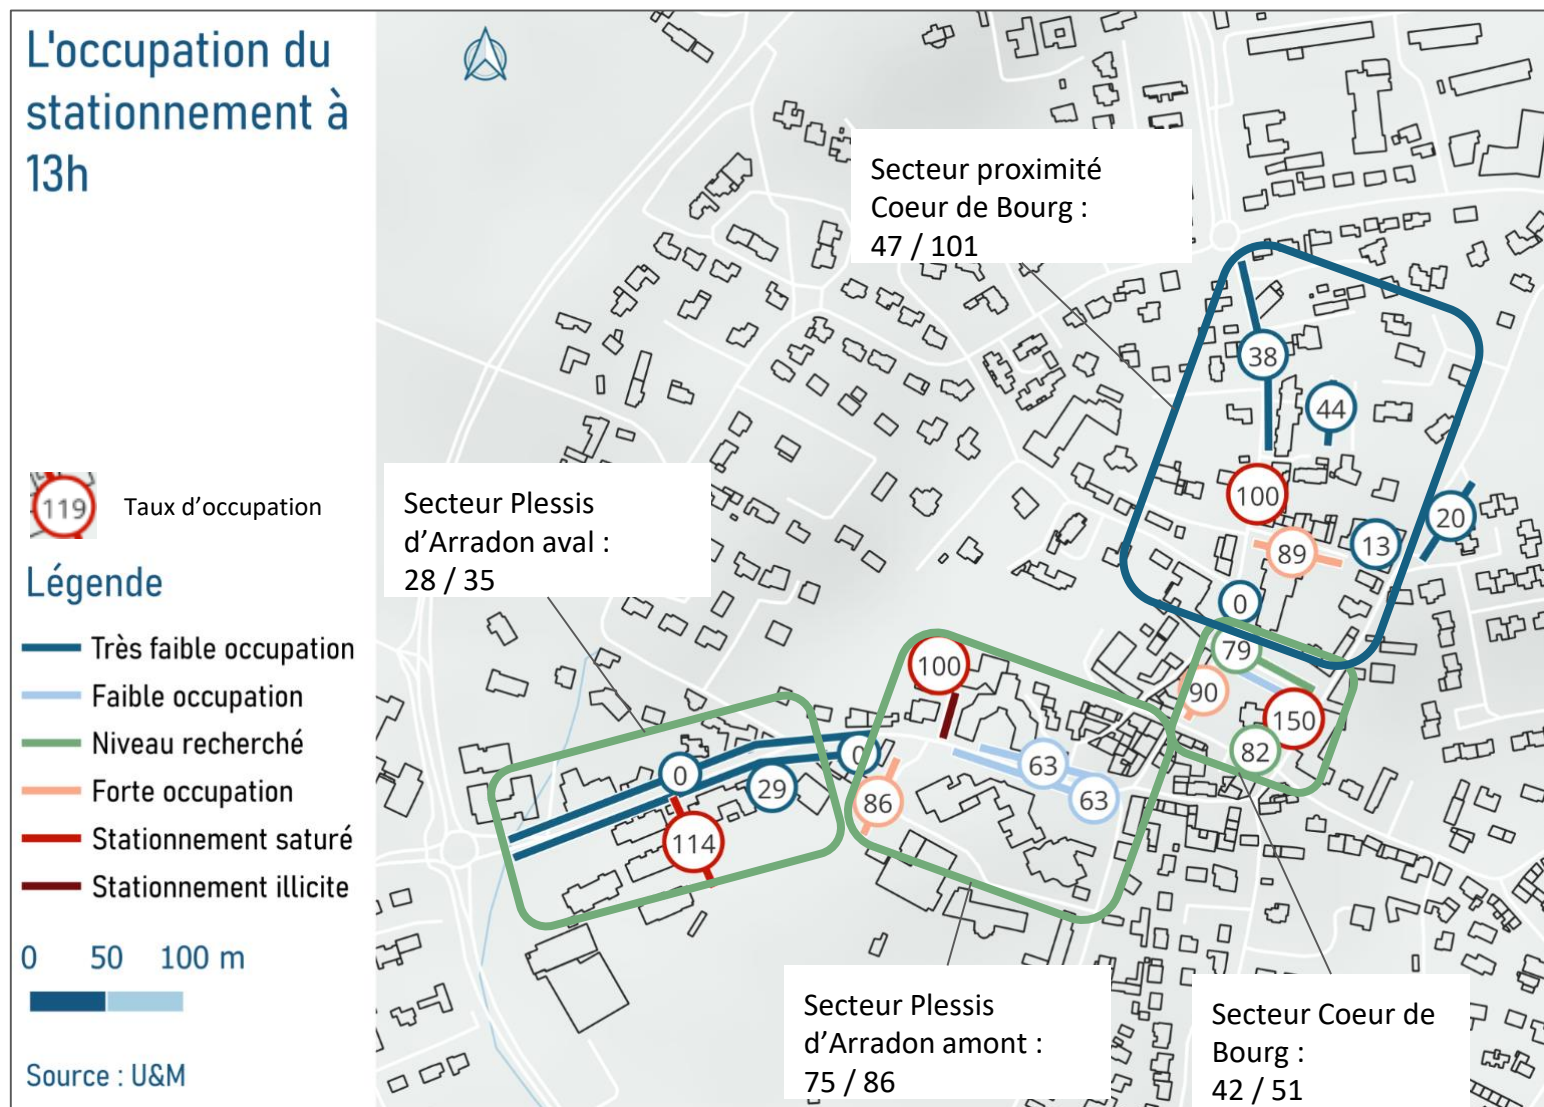 L'occupation du
stationnement à
13h
119
Taux d'occupation
Légende
Très faible occupation
Faible occupation
Niveau recherché
Forte occupation
Stationnement saturé
Stationnement illicite
0 50 100 m
Source : U&M
Secteur proximité
Coeur de Bourg :
47 / 101
38
44
100
20
89
13
0
Secteur Plessis
d'Arradon aval :
28 / 35
0
29
0
114
100
86
63
63
79
90
150
82
Secteur Plessis
d'Arradon amont :
75 / 86
Secteur Coeur de
Bourg :
42 / 51